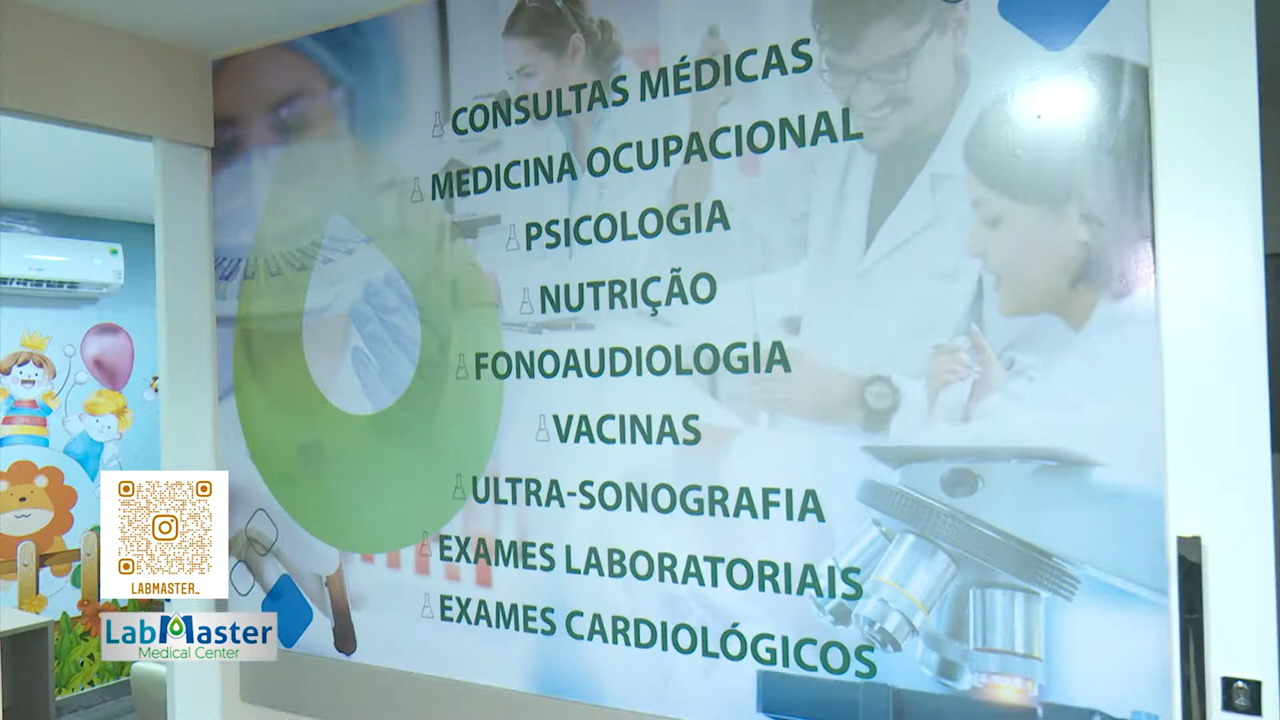 CONSULTAS MÉDICAS
MEDICINA OCUPACIONAL
PSICOLOGIA
NUTRIÇÃO
FONOAUDIOLOGIA
VACINAS
ULTRA-SONOGRAFIA
EXAMES LABORATORIAIS
EXAMES CARDIOLÓGICOS
LABMASTER_
LabMaster
Medical Center